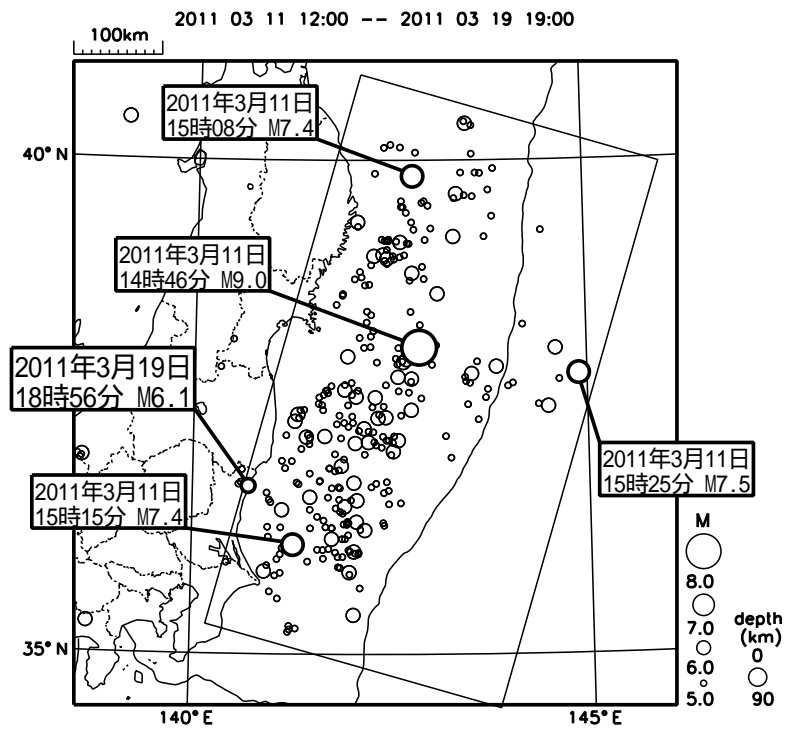 2011 03 11 12:00 -- 2011 03 19 19:00
100km
2011年3月11日
15時08分 M7.4
40°N
2011年3月11日
14時46分 M9.0
2011年3月19日
18時56分 M6.1
2011年3月11日
15時25分 M7.5
2011年3月11日
15時15分 M7.4
M
8.0
7.0
6.0
5.0
depth
(km)
0
90
35°N
140°E
145°E